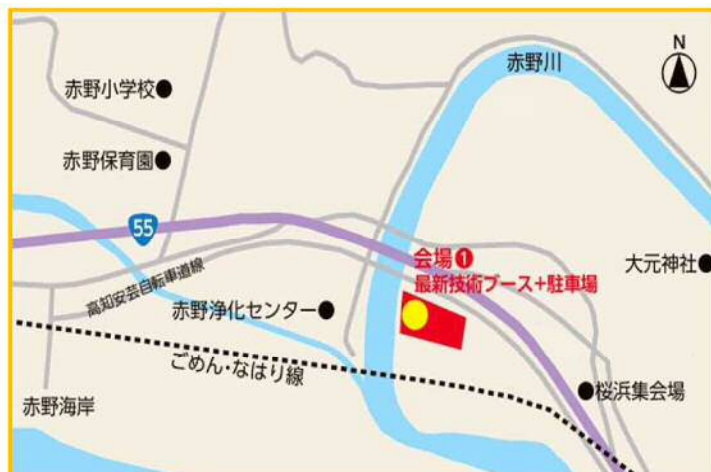 N
赤野川
赤野小学校
赤野保育園
55
会場❶
最新技術ブース+駐車場
大元神社
高知安芸自転車道線
赤野浄化センター
ごめん・なはり線
桜浜集会場
赤野海岸